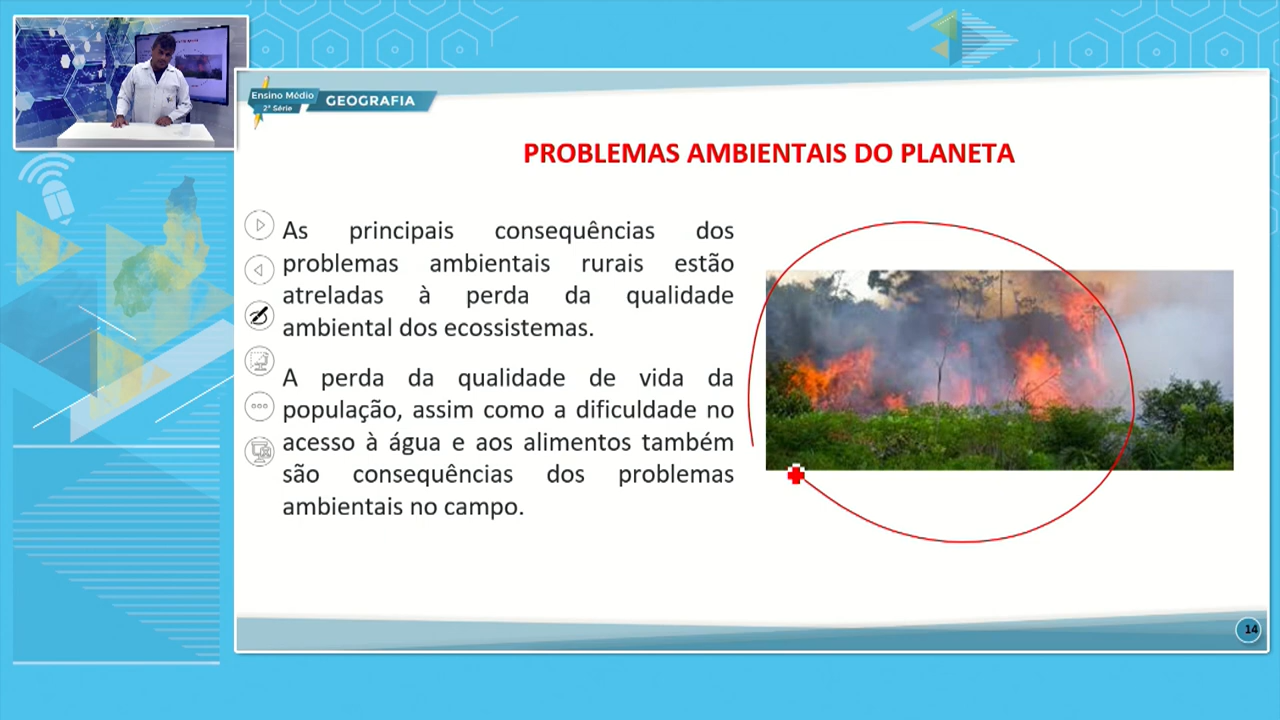 Ensino Médio
2ª Série
GEOGRAFIA
PROBLEMAS AMBIENTAIS DO PLANETA
As principais consequências dos
problemas ambientais rurais estão
atreladas à perda da qualidade
ambiental dos ecossistemas.
A perda da qualidade de vida da
população, assim como a dificuldade no
acesso à água e aos alimentos também
são consequências dos problemas
ambientais no campo.
14